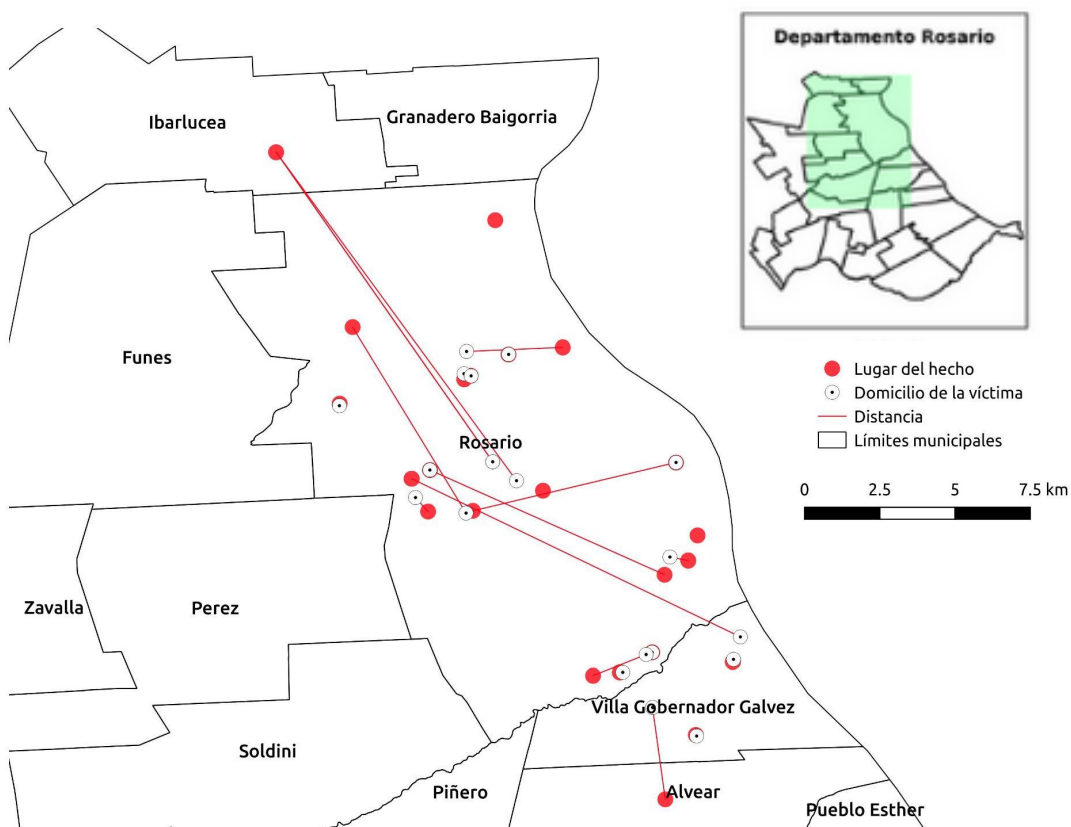 Departamento Rosario
Ibarlucea
Granadero Baigorria
Funes
Lugar del hecho
Domicilio de la víctima
Distancia
Límites municipales
Rosario
0 2.5 5 7.5 km
Zavalla
Perez
Villa Gobernador Galvez
Soldini
Piñero
Alvear
Pueblo Esther